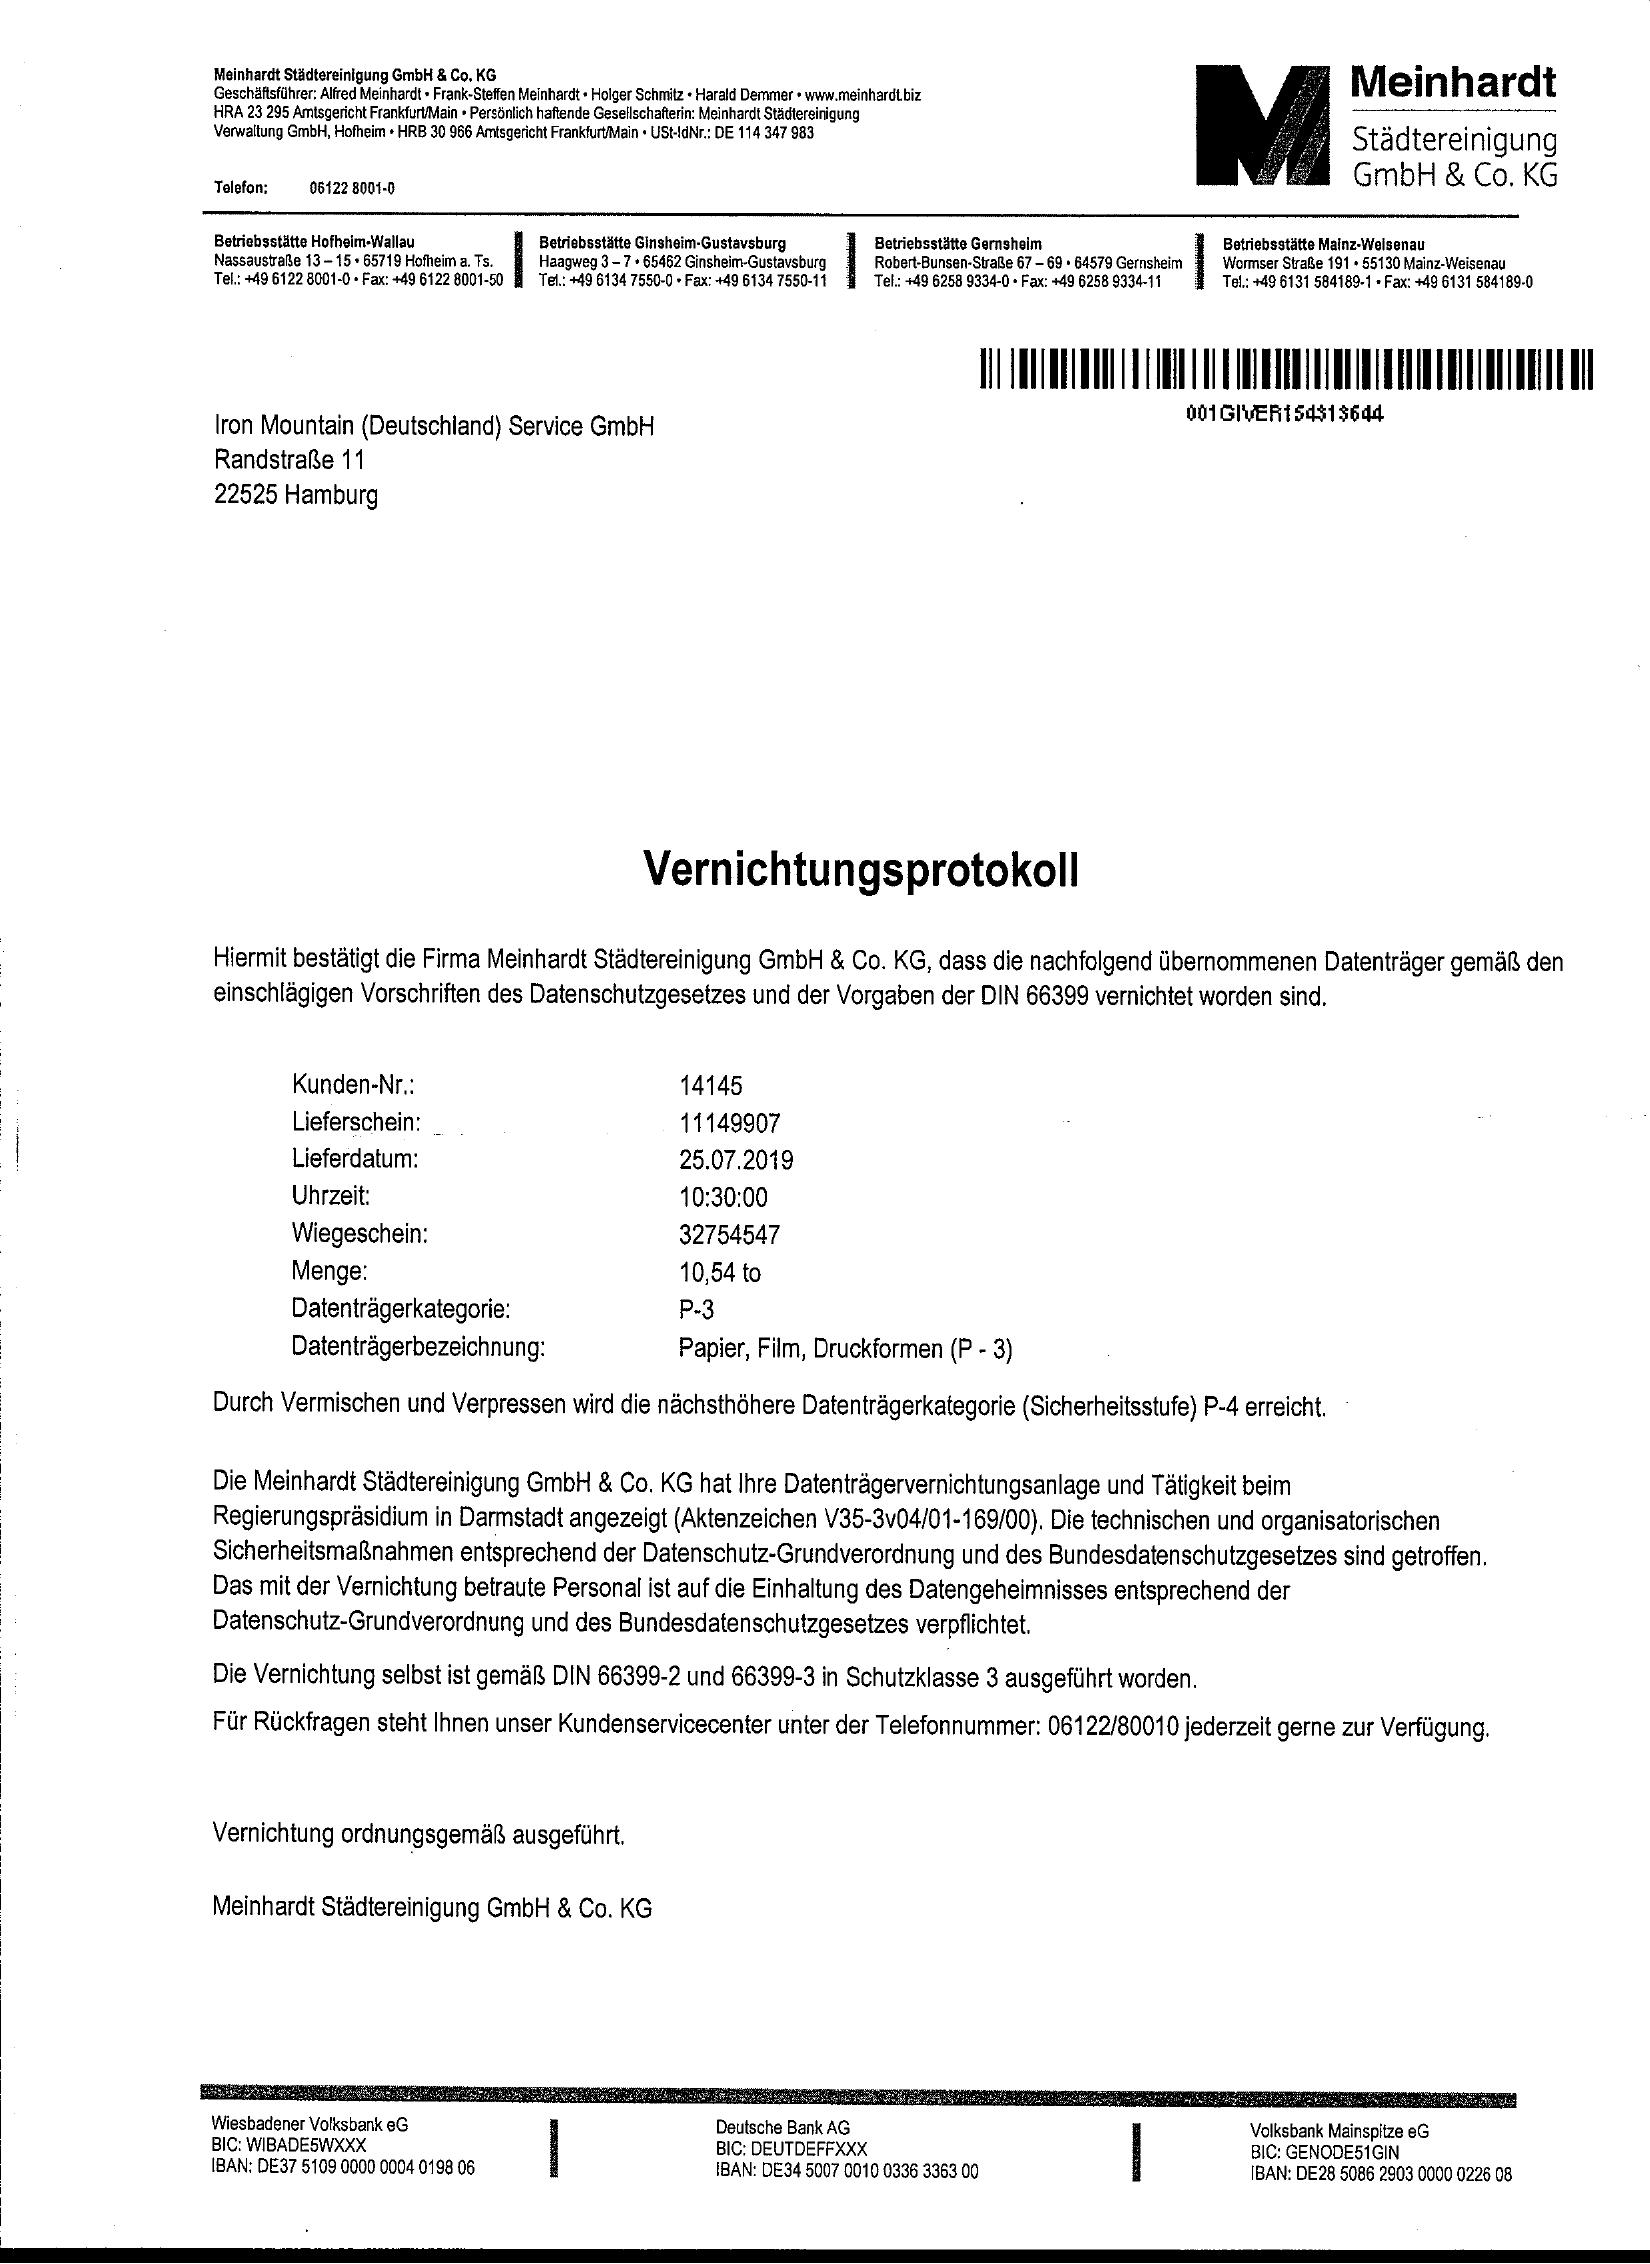 Meinhardt Städtereinigung GmbH & Co. KG
Geschäftsführer: Alfred Meinhardt • Frank-Steffen Meinhardt • Holger Schmitz • Harald Demmer • www.meinhardt.biz
HRA 23 295 Amtsgericht Frankfurt/Main • Persönlich haftende Gesellschafterin: Meinhardt Städtereinigung
Verwaltung GmbH, Hofheim • HRB 30 966 Amtsgericht Frankfurt/Main • USt-IdNr.: DE 114 347 983
Telefon: 06122 8001-0
Meinhardt
Städtereinigung
GmbH & Co. KG
Betriebsstätte Hofheim-Wallau
Nassaustraße 13 – 15 • 65719 Hofheim a. Ts.
Tel.: +49 6122 8001-0 • Fax: +49 6122 8001-50
Betriebsstätte Ginsheim-Gustavsburg
Haagweg 3 – 7 • 65462 Ginsheim-Gustavsburg
Tel.: +49 6134 7550-0 • Fax: +49 6134 7550-11
Betriebsstätte Gernsheim
Robert-Bunsen-Straße 67 – 69 • 64579 Gernsheim
Tel.: +49 6258 9334-0 • Fax: +49 6258 9334-11
Betriebsstätte Mainz-Weisenau
Wormser Straße 191 • 55130 Mainz-Weisenau
Tel.: +49 6131 584189-1 • Fax: +49 6131 584189-0
001GIVER154313644
Iron Mountain (Deutschland) Service GmbH
Randstraße 11
22525 Hamburg
Vernichtungsprotokoll
Hiermit bestätigt die Firma Meinhardt Städtereinigung GmbH & Co. KG, dass die nachfolgend übernommenen Datenträger gemäß den
einschlägigen Vorschriften des Datenschutzgesetzes und der Vorgaben der DIN 66399 vernichtet worden sind.
Kunden-Nr.: 14145
Lieferschein: 11149907
Lieferdatum: 25.07.2019
Uhrzeit: 10:30:00
Wiegeschein: 32754547
Menge: 10,54 to
Datenträgerkategorie: P-3
Datenträgerbezeichnung: Papier, Film, Druckformen (P - 3)
Durch Vermischen und Verpressen wird die nächsthöhere Datenträgerkategorie (Sicherheitsstufe) P-4 erreicht.
Die Meinhardt Städtereinigung GmbH & Co. KG hat Ihre Datenträgervernichtungsanlage und Tätigkeit beim
Regierungspräsidium in Darmstadt angezeigt (Aktenzeichen V35-3v04/01-169/00). Die technischen und organisatorischen
Sicherheitsmaßnahmen entsprechend der Datenschutz-Grundverordnung und des Bundesdatenschutzgesetzes sind getroffen.
Das mit der Vernichtung betraute Personal ist auf die Einhaltung des Datengeheimnisses entsprechend der
Datenschutz-Grundverordnung und des Bundesdatenschutzgesetzes verpflichtet.
Die Vernichtung selbst ist gemäß DIN 66399-2 und 66399-3 in Schutzklasse 3 ausgeführt worden.
Für Rückfragen steht Ihnen unser Kundenservicecenter unter der Telefonnummer: 06122/80010 jederzeit gerne zur Verfügung.
Vernichtung ordnungsgemäß ausgeführt.
Meinhardt Städtereinigung GmbH & Co. KG
Wiesbadener Volksbank eG
BIC: WIBADE5WXXX
IBAN: DE37 5109 0000 0004 0198 06
Deutsche Bank AG
BIC: DEUTDEFFXXX
IBAN: DE34 5007 0010 0336 3363 00
Volksbank Mainspitze eG
BIC: GENODE51GIN
IBAN: DE28 5086 2903 0000 0226 08